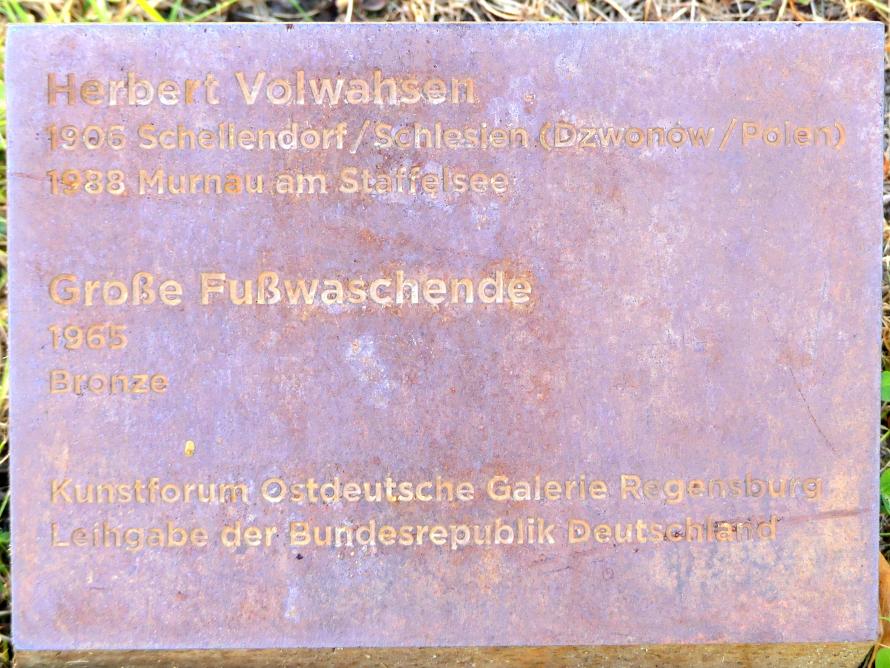 Herbert Volwahsen
1906 Schellendorf/Schlesien (Dzwonów/Polen)
1988 Murnau am Staffelsee
Große Fußwaschende
1965
Bronze
Kunstforum Ostdeutsche Galerie Regensburg
Leihgabe der Bundesrepublik Deutschland